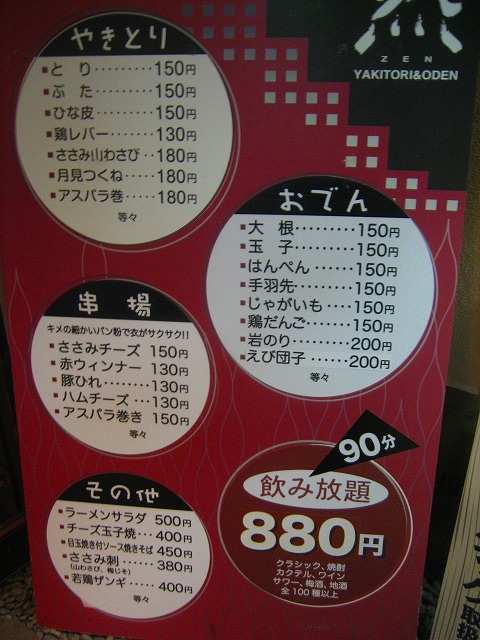 ZEN
YAKITORI&ODEN
やきとり
とり………150円
ぶた………150円
ひな皮………150円
鶏レバー………130円
ささみ山わさび…180円
月見つくね…180円
アスパラ巻…180円
等々
おでん
大根………150円
玉子………150円
はんぺん……150円
手羽先………150円
じゃがいも…150円
鶏だんご………150円
岩のり………200円
えび団子……200円
等々
串揚
キメの細かいパン粉で衣がサクサク!!
ささみチーズ 150円
赤ウィンナー 130円
豚ひれ………130円
ハムチーズ…130円
アスパラ巻き 150円
等々
その他
ラーメンサラダ 500円
チーズ玉子焼…400円
目玉焼き付ソース焼きそば 450円
ささみ刺………380円
(山わさび、梅じそ)
若鶏ザンギ……400円
等々
90分
飲み放題
880円
クラシック、焼酎
カクテル、ワイン
サワー、梅酒、地酒
全100種以上